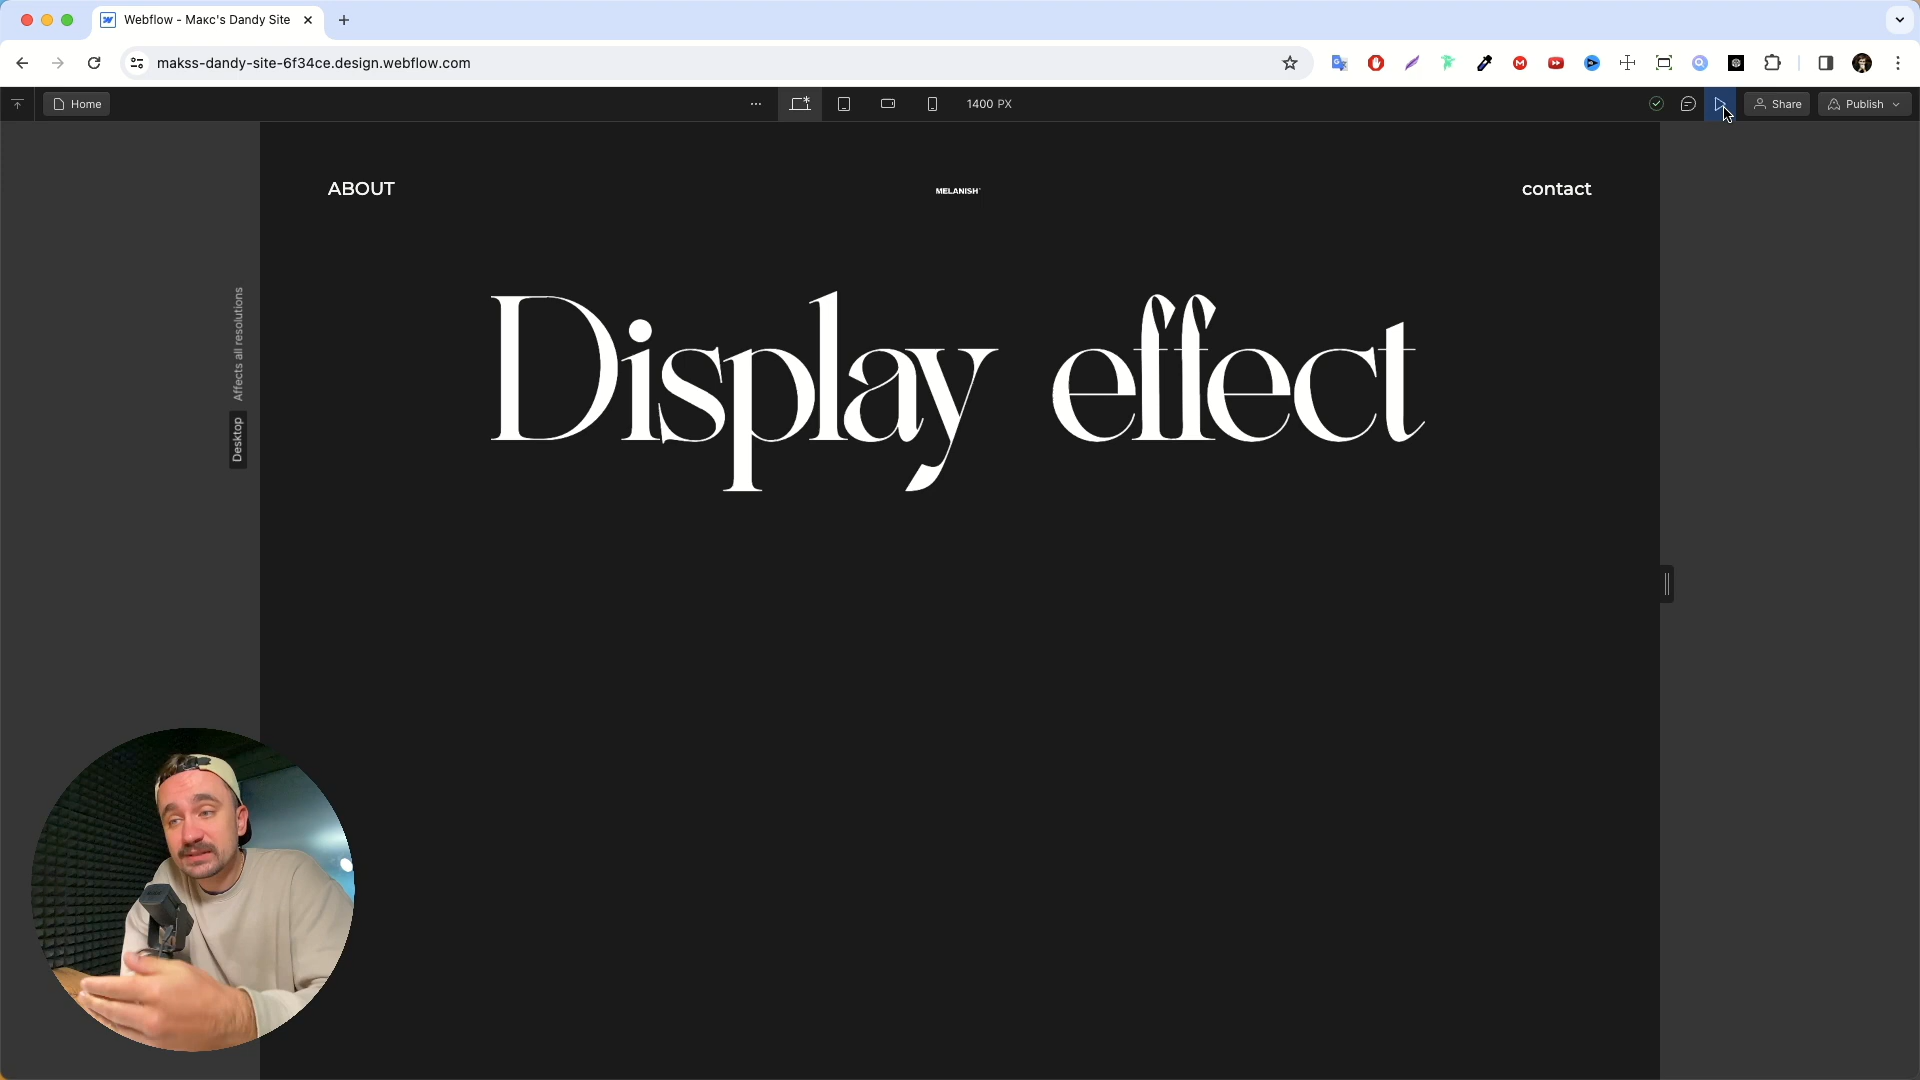 Webflow - Макс's Dandy Site
makss-dandy-site-6f34ce.design.webflow.com
Home
1400 PX
Share
Publish
ABOUT
MELANISH
contact
Display effect
Desktop Affects all resolutions